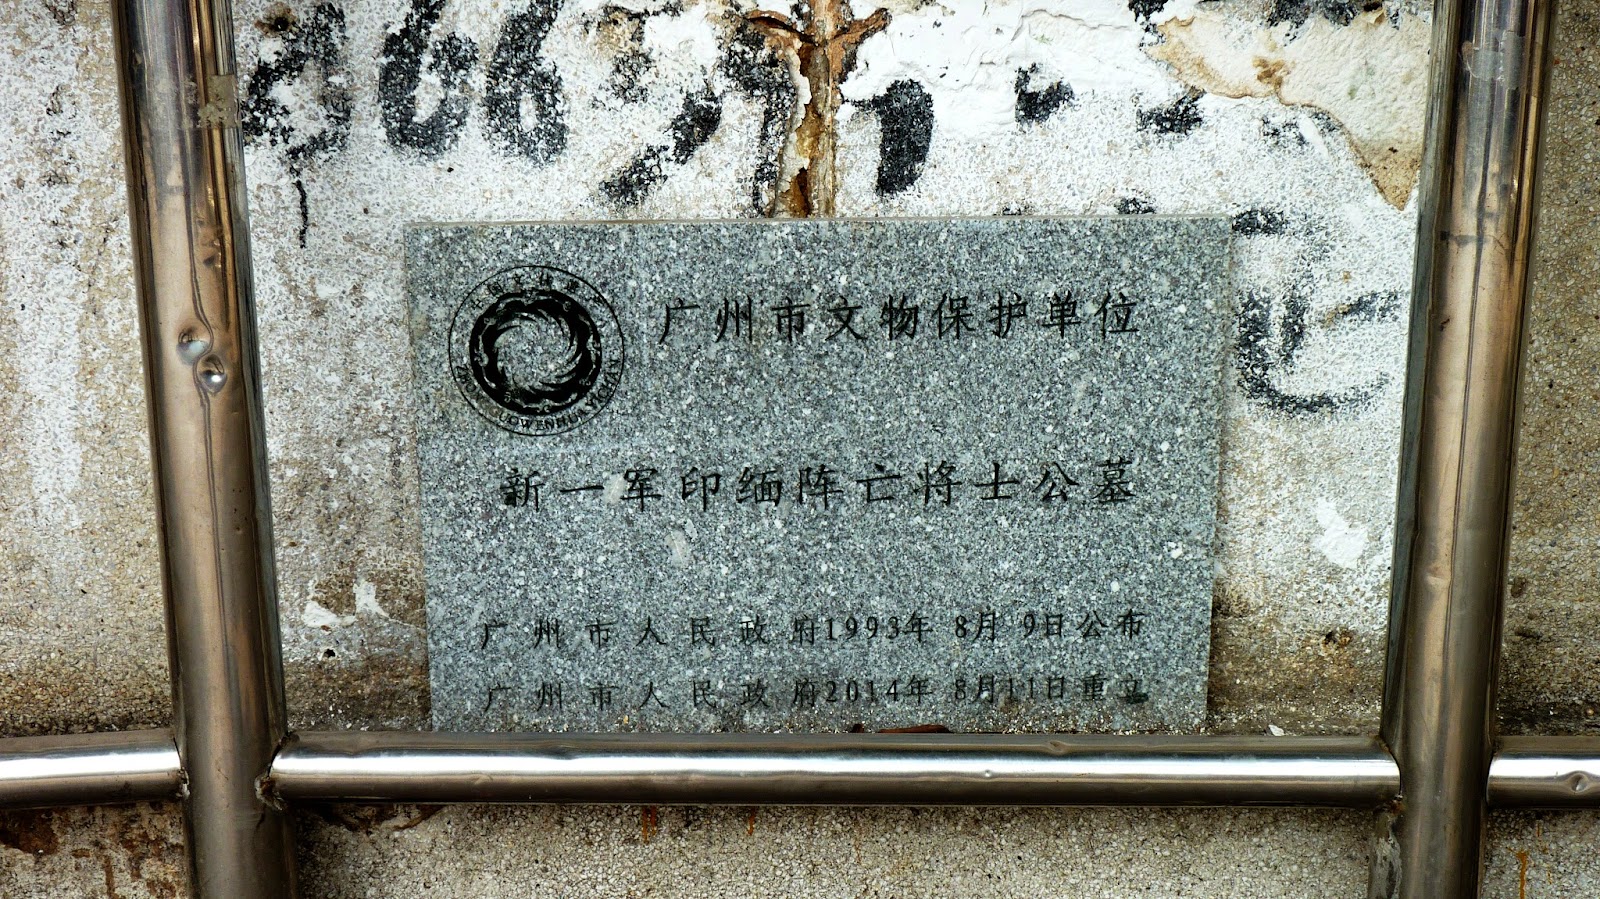 广州市文物保护单位
新一军印缅阵亡将士公墓
广州市人民政府1993年8月9日公布
广州市人民政府2014年8月11日重立